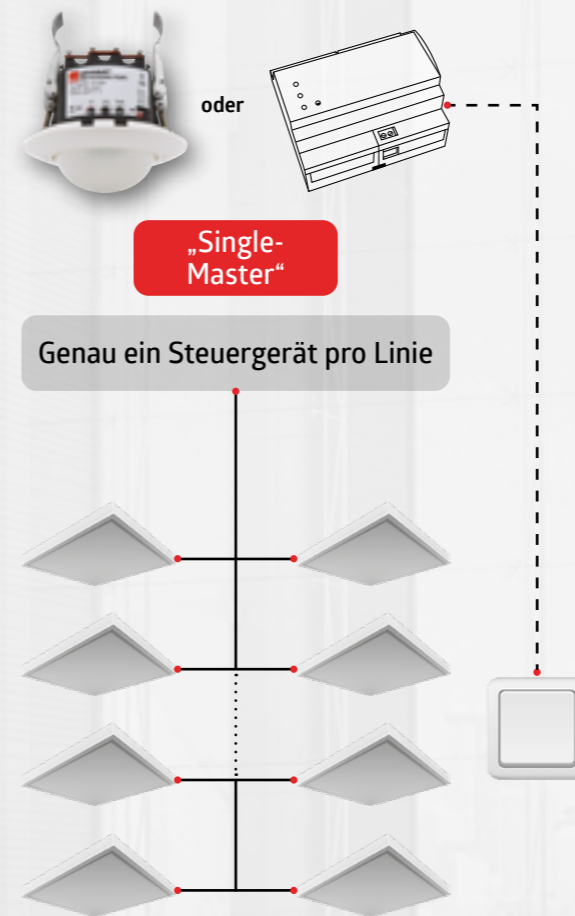 oder
„Single-
Master“
Genau ein Steuergerät pro Linie